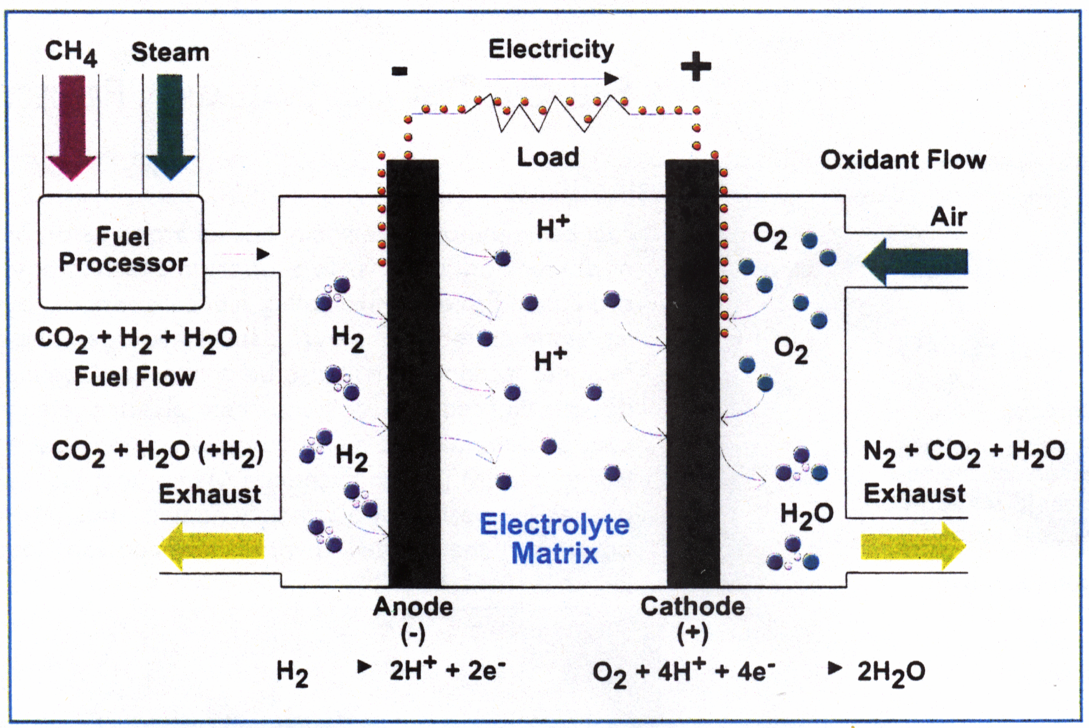 CH₄
Steam
-
Electricity
+
Load
Oxidant Flow
Air
Fuel
Processor
CO₂ + H₂ + H₂O
Fuel Flow
H⁺
H₂
H⁺
O₂
O₂
CO₂ + H₂O (+H₂)
Exhaust
H₂
Electrolyte
Matrix
H₂O
N₂ + CO₂ + H₂O
Exhaust
Anode
(-)
Cathode
(+)
H₂ ► 2H⁺ + 2e⁻
O₂ + 4H⁺ + 4e⁻ ► 2H₂O